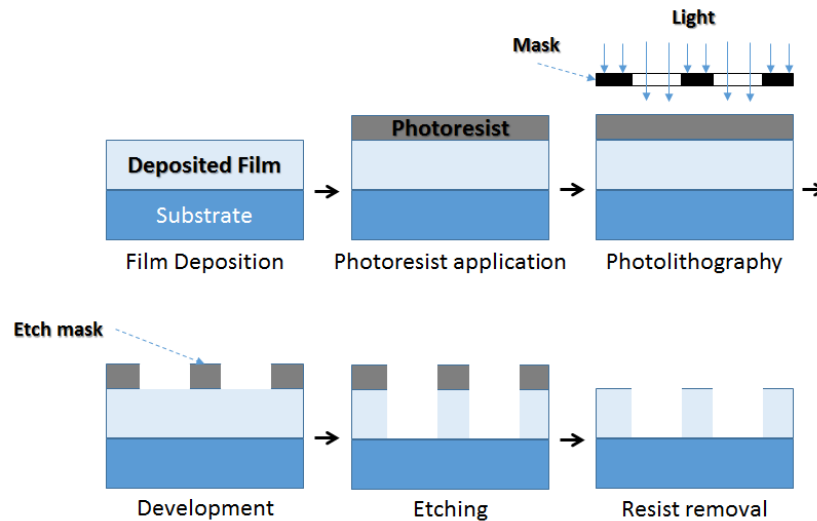 Light
Mask
Photoresist
Deposited Film
Substrate
Film Deposition
Photoresist application
Photolithography
Etch mask
Development
Etching
Resist removal